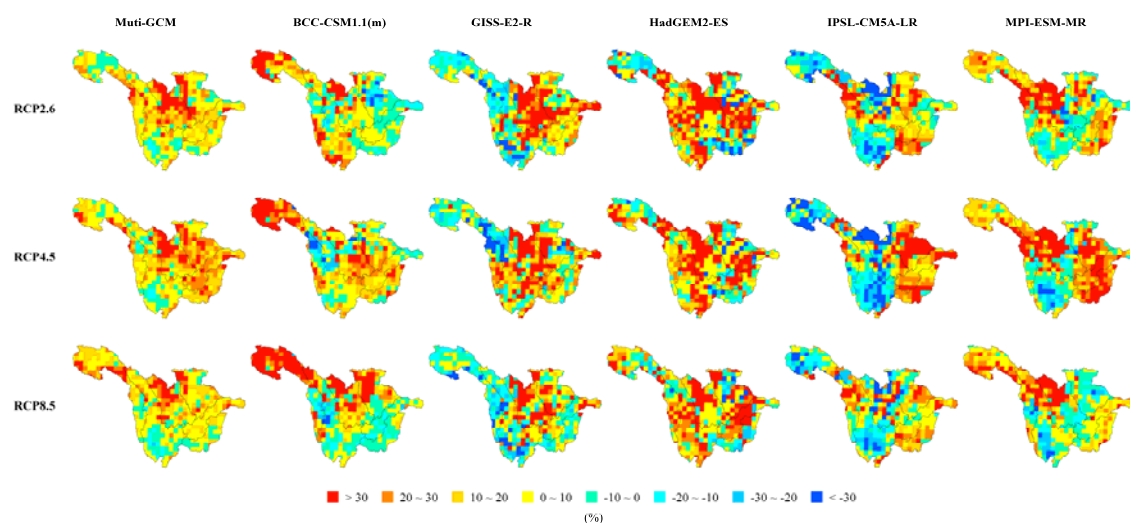 Muti-GCM BCC-CSM1.1(m) GISS-E2-R HadGEM2-ES IPSL-CM5A-LR MPI-ESM-MR
RCP2.6
RCP4.5
RCP8.5
> 30 20 ~ 30 10 ~ 20 0 ~ 10 -10 ~ 0 -20 ~ -10 -30 ~ -20 < -30
(%)